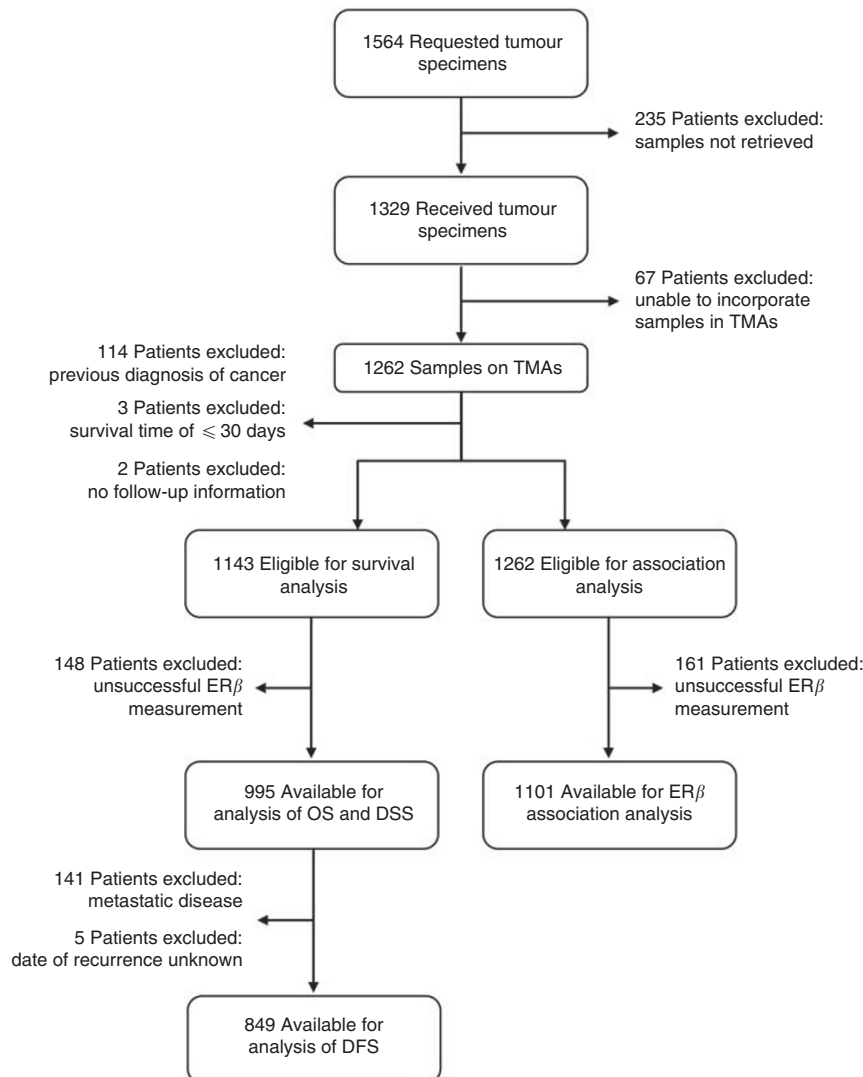 1564 Requested tumour
specimens
235 Patients excluded:
samples not retrieved
1329 Received tumour
specimens
67 Patients excluded:
unable to incorporate
samples in TMAs
114 Patients excluded:
previous diagnosis of cancer
1262 Samples on TMAs
3 Patients excluded:
survival time of ⩽ 30 days
2 Patients excluded:
no follow-up information
1143 Eligible for survival
analysis
1262 Eligible for association
analysis
148 Patients excluded:
unsuccessful ERβ
measurement
161 Patients excluded:
unsuccessful ERβ
measurement
995 Available for
analysis of OS and DSS
1101 Available for ERβ
association analysis
141 Patients excluded:
metastatic disease
5 Patients excluded:
date of recurrence unknown
849 Available for
analysis of DFS